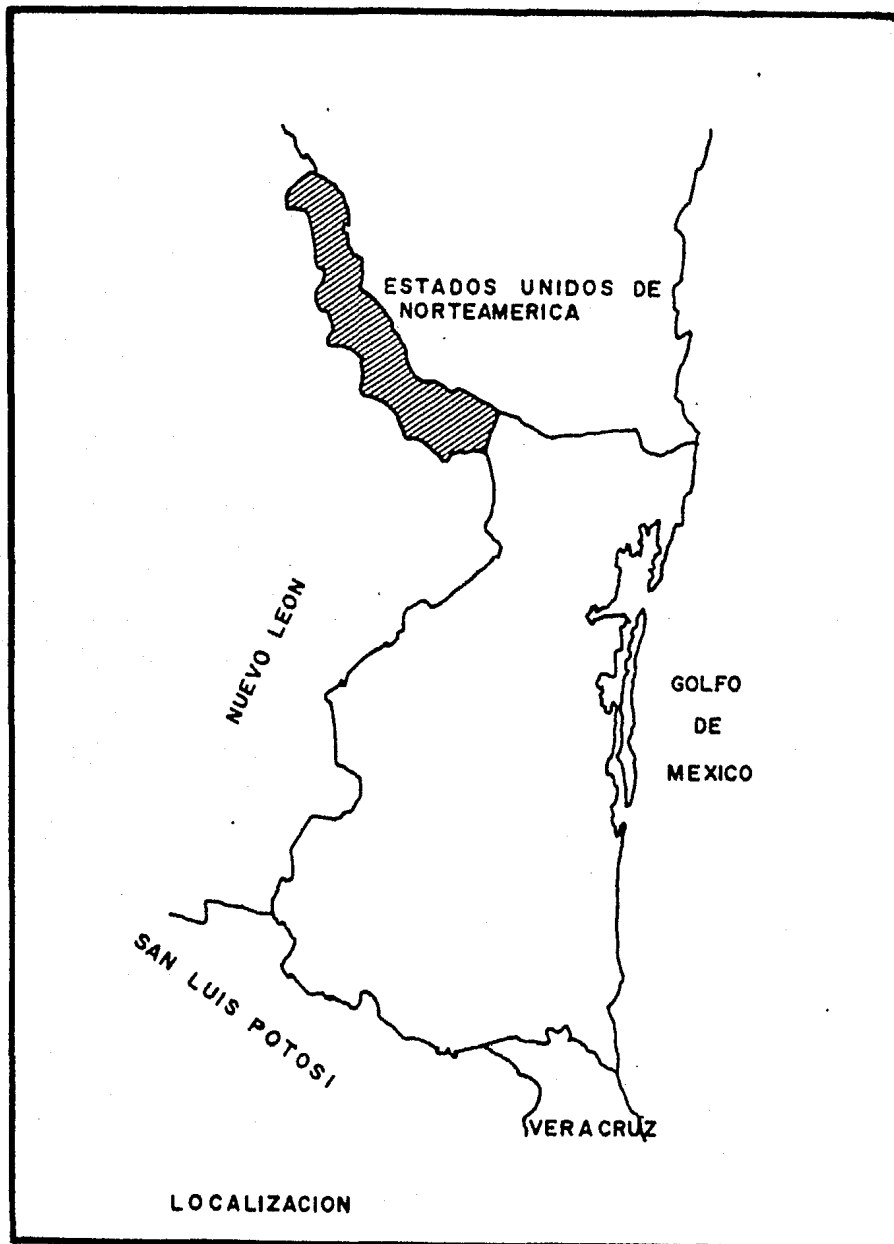 ESTADOS UNIDOS DE
NORTEAMERICA
NUEVO LEON
GOLFO
DE
MEXICO
SAN LUIS POTOSI
VERACRUZ
LOCALIZACION